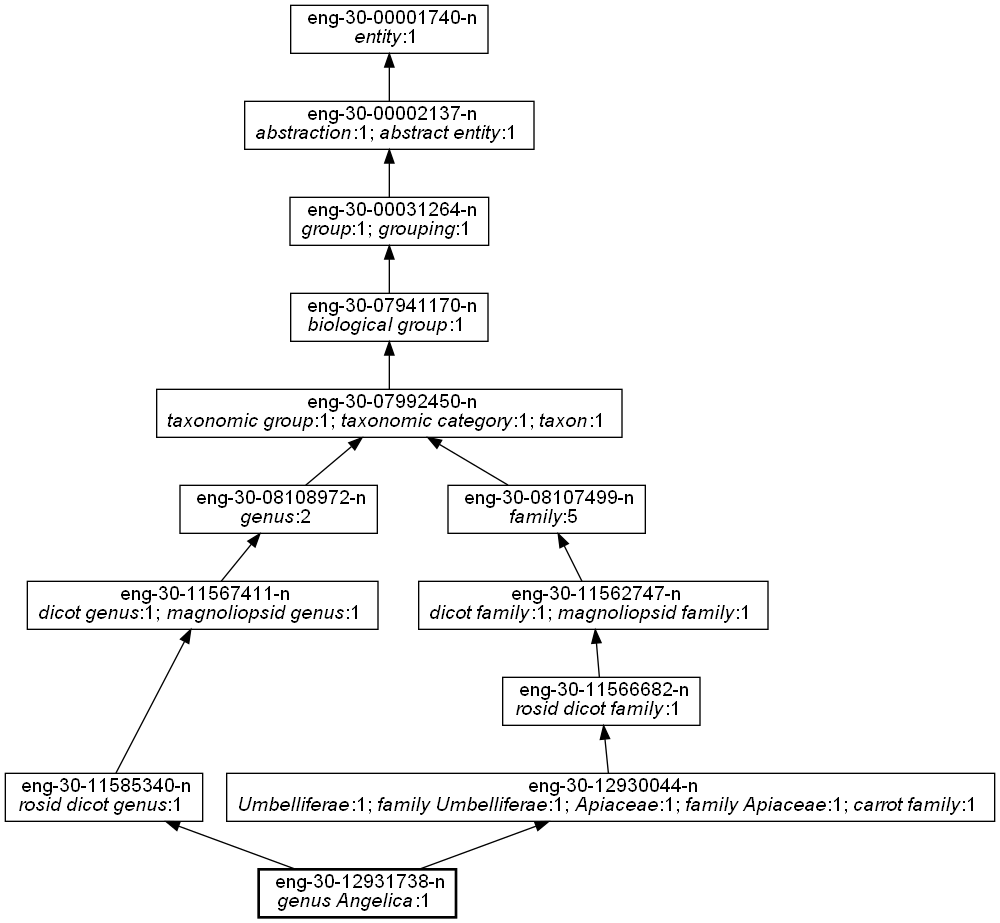 eng-30-00001740-n
entity:1
eng-30-00002137-n
abstraction:1; abstract entity:1
eng-30-00031264-n
group:1; grouping:1
eng-30-07941170-n
biological group:1
eng-30-07992450-n
taxonomic group:1; taxonomic category:1; taxon:1
eng-30-08108972-n
genus:2
eng-30-08107499-n
family:5
eng-30-11567411-n
dicot genus:1; magnoliopsid genus:1
eng-30-11562747-n
dicot family:1; magnoliopsid family:1
eng-30-11566682-n
rosid dicot family:1
eng-30-11585340-n
rosid dicot genus:1
eng-30-12930044-n
Umbelliferae:1; family Umbelliferae:1; Apiaceae:1; family Apiaceae:1; carrot family:1
eng-30-12931738-n
genus Angelica:1